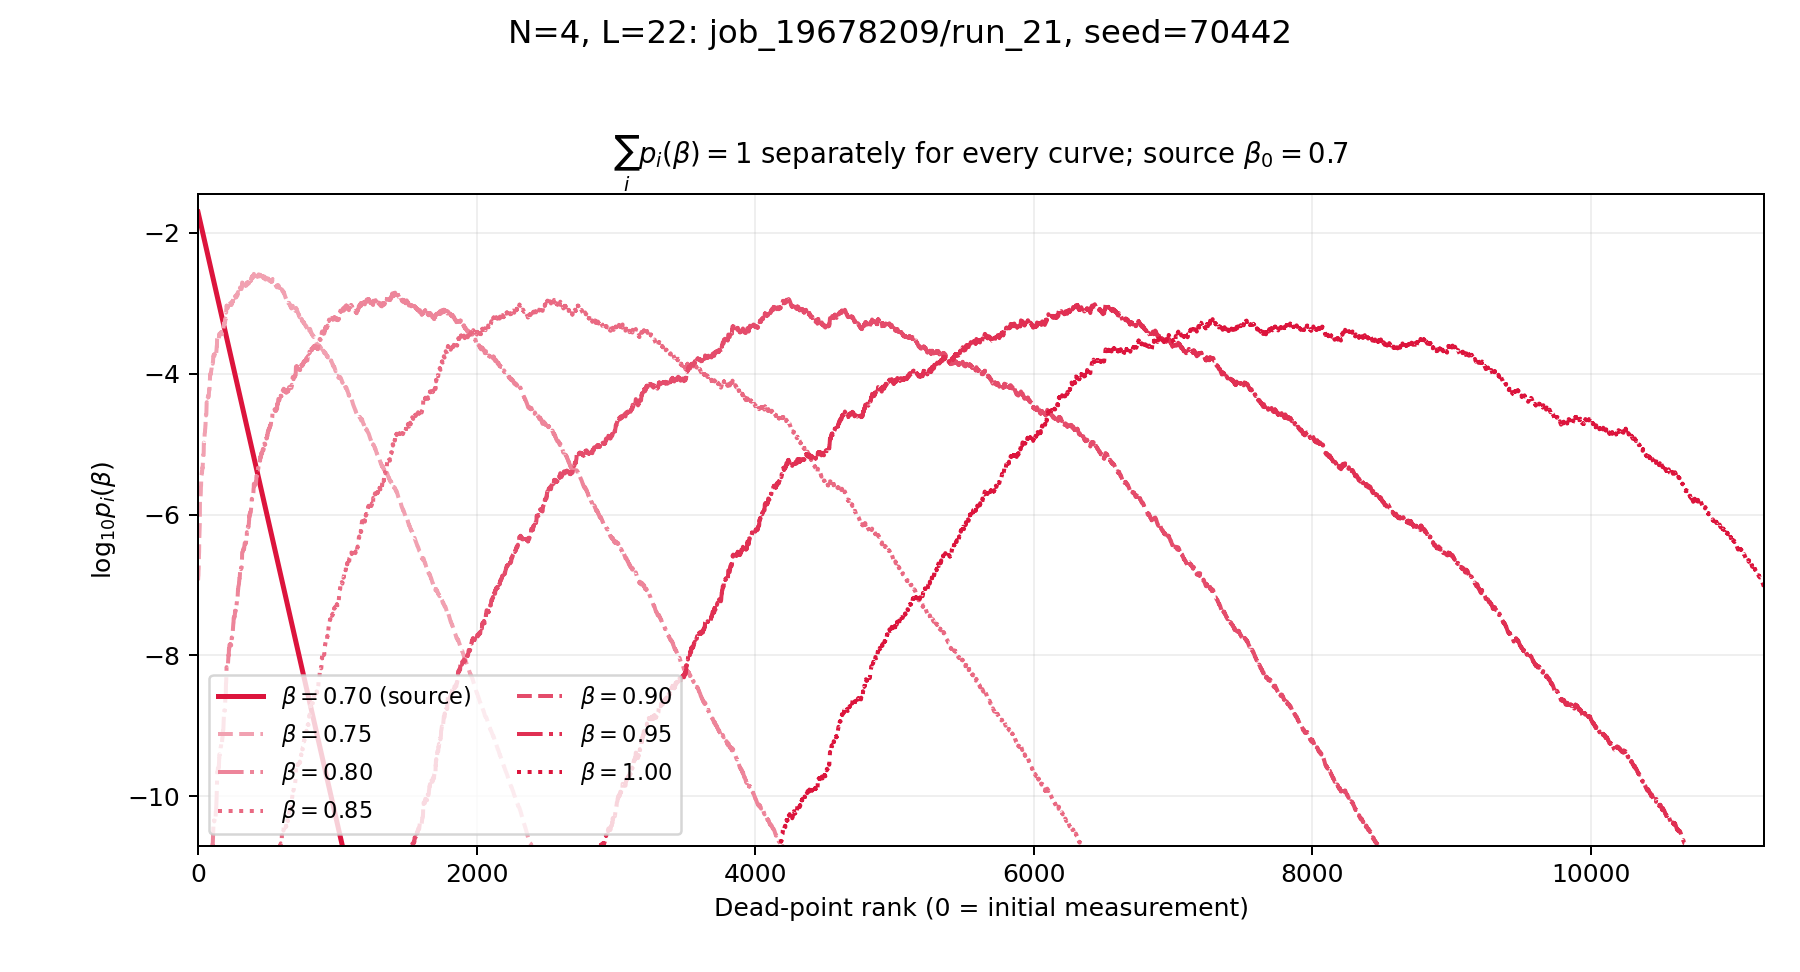 N=4, L=22: job_19678209/run_21, seed=70442
∑ᵢ pᵢ(β) = 1 separately for every curve; source β₀ = 0.7
−2
−4
−6
−8
−10
log₁₀pᵢ(β)
β = 0.70 (source)
β = 0.75
β = 0.80
β = 0.85
β = 0.90
β = 0.95
β = 1.00
0 2000 4000 6000 8000 10000
Dead-point rank (0 = initial measurement)